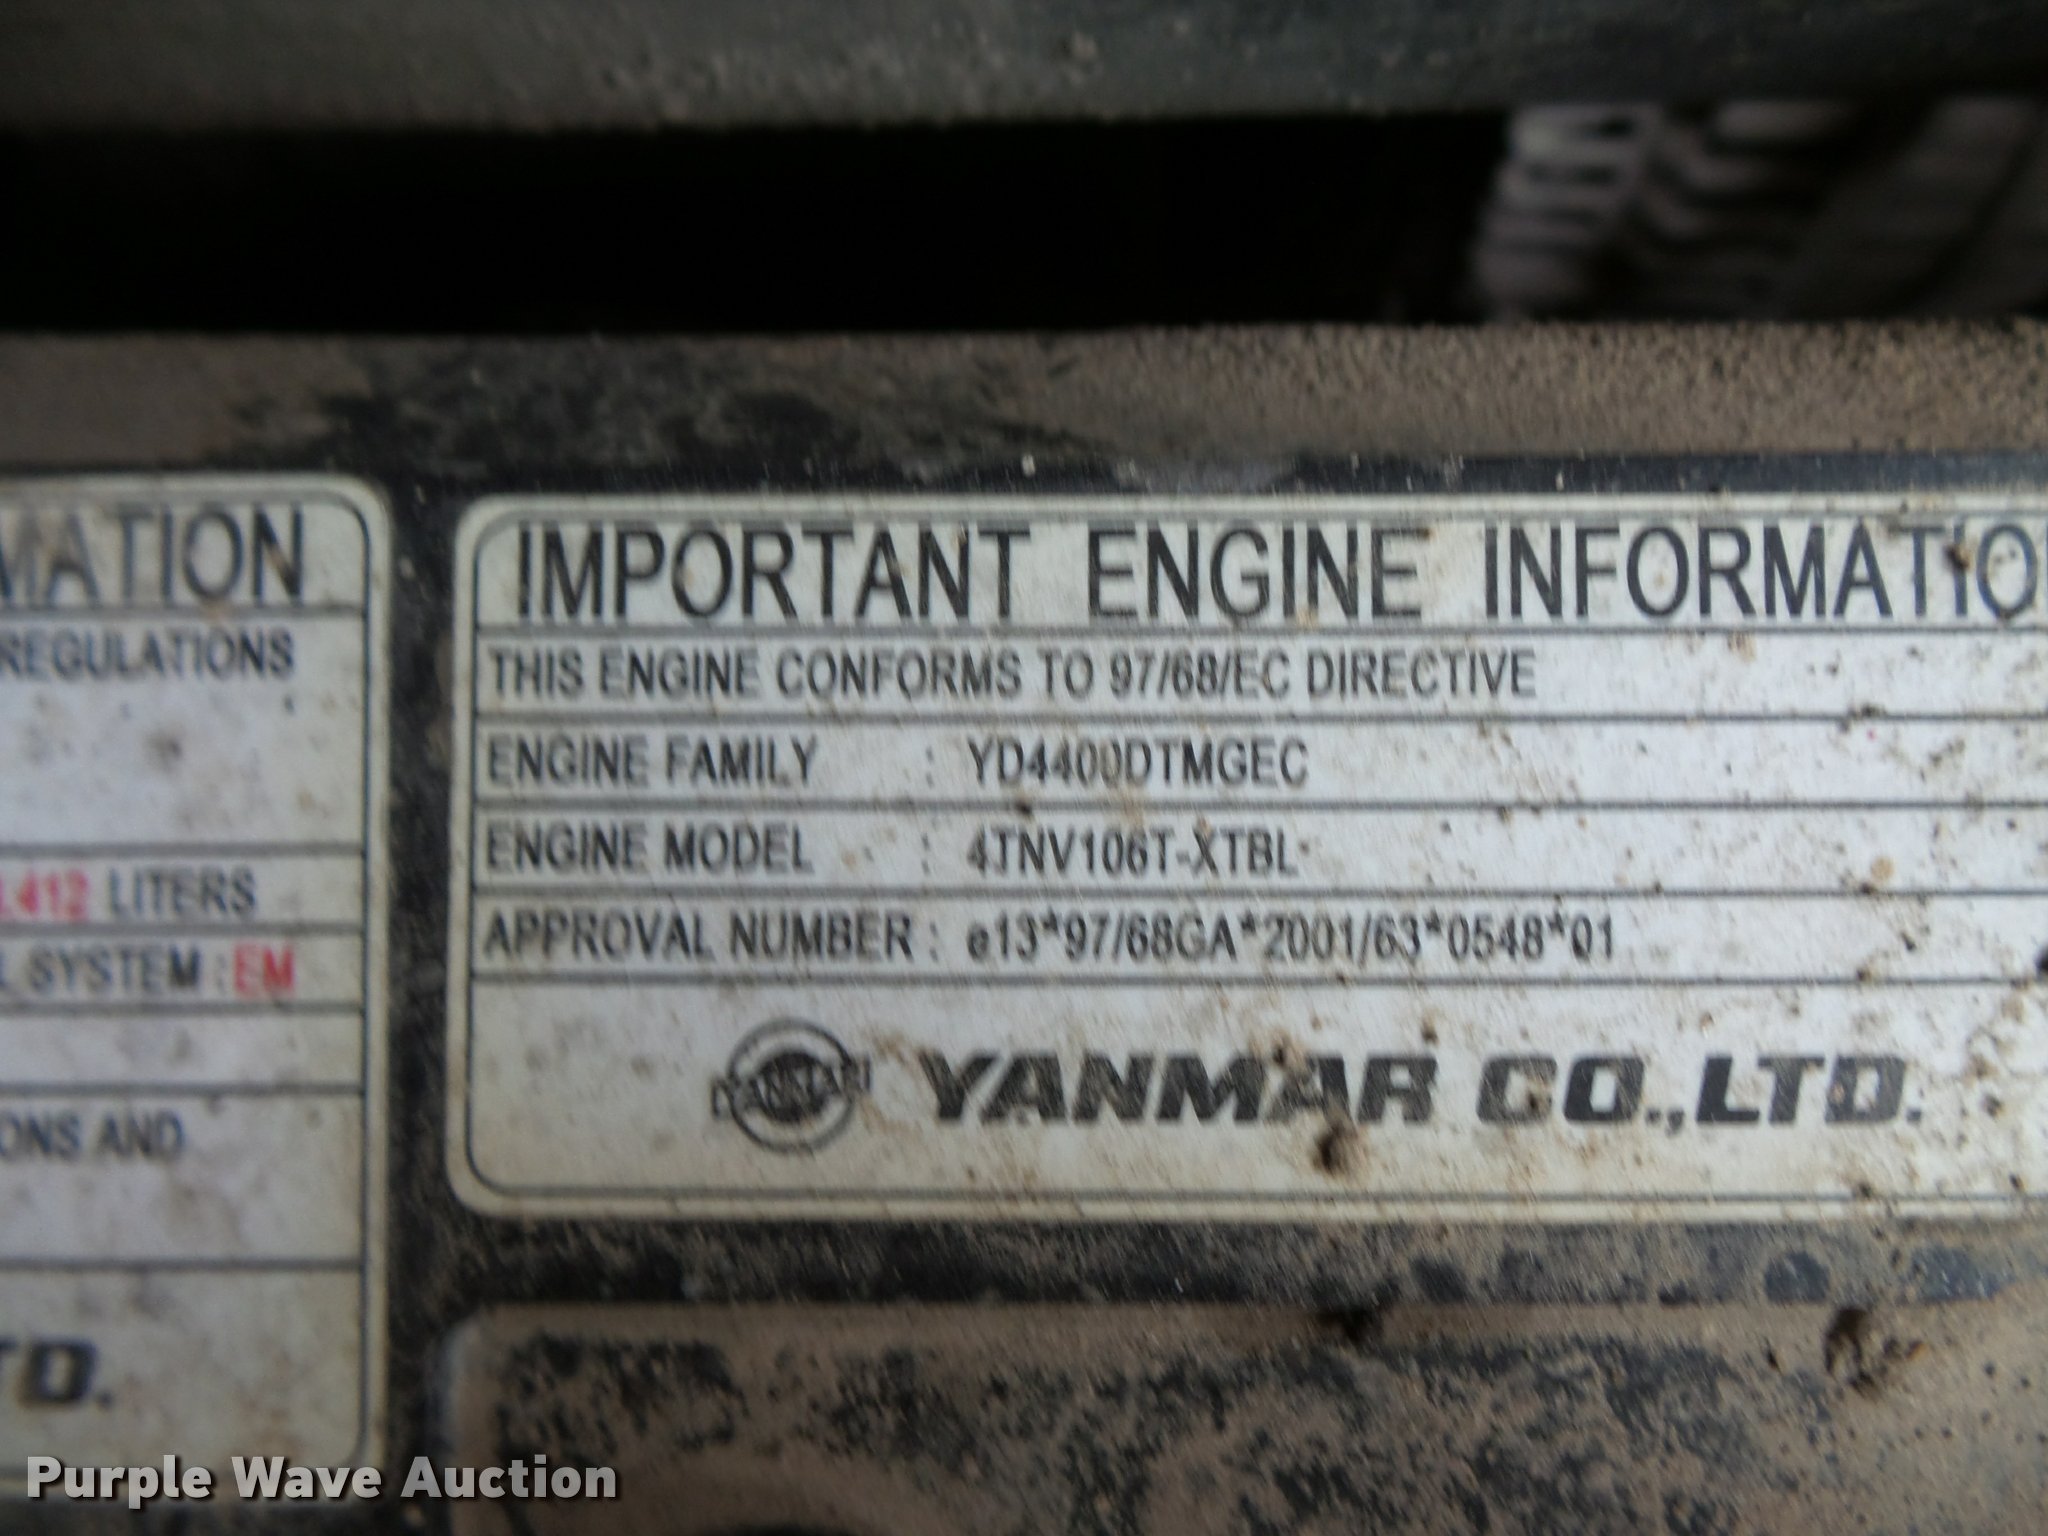 MATION
REGULATIONS
L412 LITERS
L SYSTEM : EM
ONS AND
TD.
IMPORTANT ENGINE INFORMATIO
THIS ENGINE CONFORMS TO 97/68/EC DIRECTIVE
ENGINE FAMILY : YD4400DTMGEC
ENGINE MODEL : 4TNV106T-XTBL
APPROVAL NUMBER : e13*97/68GA*2001/63*0548*01
YANMAR YANMAR CO.,LTD.
Purple Wave Auction